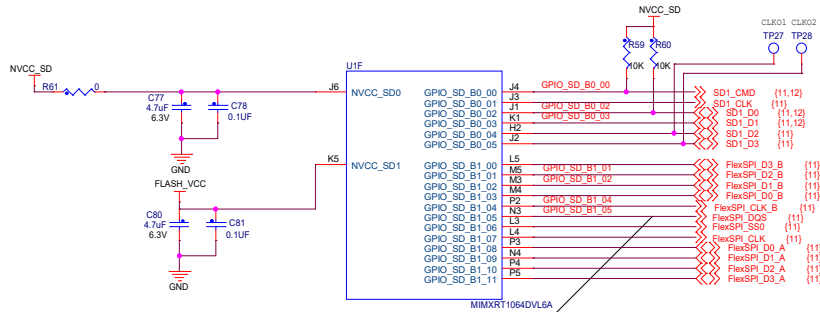 NVCC_SD
CLKO1 CLKO2
TP27 TP28
R59 R60
10K 10K
NVCC_SD
R61 0
C77
4.7uF
6.3V
C78
0.1UF
GND
FLASH_VCC
C80
4.7uF
6.3V
C81
0.1UF
GND
U1F
J6 NVCC_SD0
K5 NVCC_SD1
GPIO_SD_B0_00 J4 GPIO_SD_B0_00 SD1_CMD {11,12}
GPIO_SD_B0_01 J3 SD1_CLK {11}
GPIO_SD_B0_02 J1 GPIO_SD_B0_02 SD1_D0 {11,12}
GPIO_SD_B0_03 K1 GPIO_SD_B0_03 SD1_D1 {11,12}
GPIO_SD_B0_04 H2 SD1_D2 {11}
GPIO_SD_B0_05 J2 SD1_D3 {11}
GPIO_SD_B1_00 L5 FlexSPI_D3_B {11}
GPIO_SD_B1_01 M5 GPIO_SD_B1_01 FlexSPI_D2_B {11}
GPIO_SD_B1_02 M3 GPIO_SD_B1_02 FlexSPI_D1_B {11}
GPIO_SD_B1_03 M4 FlexSPI_D0_B {11}
GPIO_SD_B1_04 P2 GPIO_SD_B1_04 FlexSPI_CLK_B {11}
GPIO_SD_B1_05 N3 GPIO_SD_B1_05 FlexSPI_DQS {11}
GPIO_SD_B1_06 L3 FlexSPI_SS0 {11}
GPIO_SD_B1_07 L4 FlexSPI_CLK {11}
GPIO_SD_B1_08 P3 FlexSPI_D0_A {11}
GPIO_SD_B1_09 N4 FlexSPI_D1_A {11}
GPIO_SD_B1_10 P4 FlexSPI_D2_A {11}
GPIO_SD_B1_11 P5 FlexSPI_D3_A {11}
MIMXRT1064DVL6A